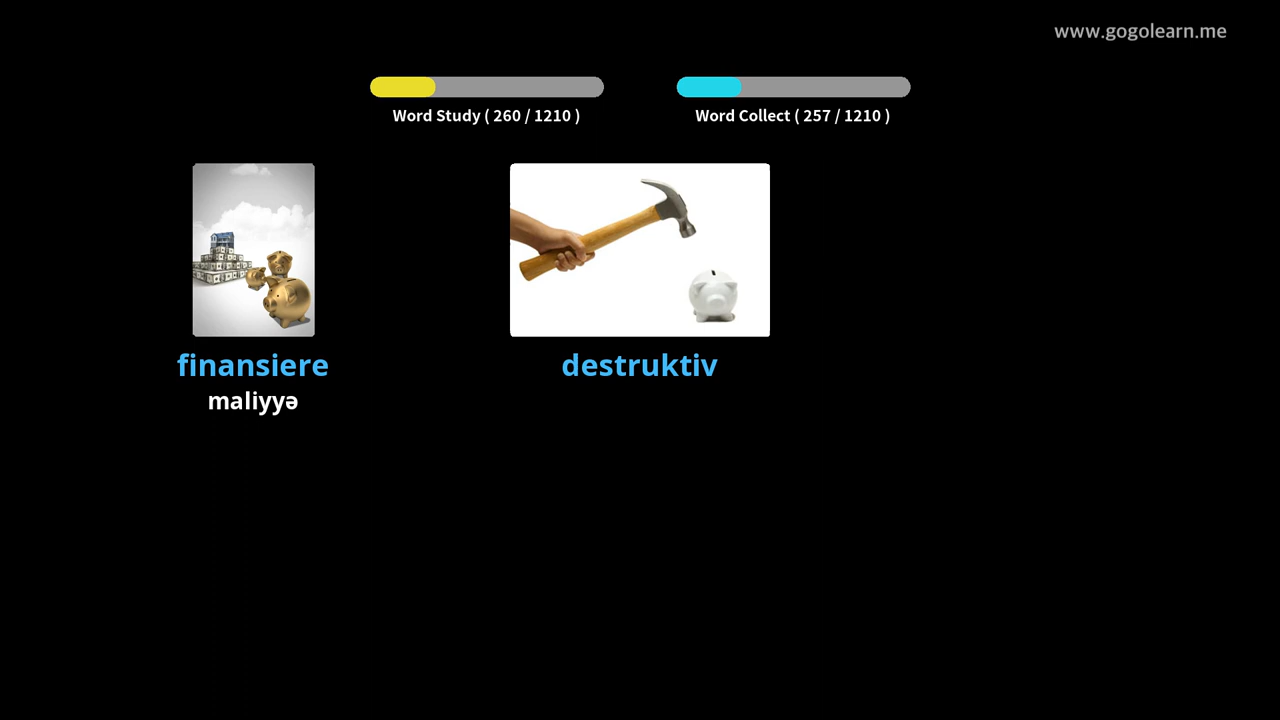 www.gogolearn.me
Word Study ( 260 / 1210 )
Word Collect ( 257 / 1210 )
finansiere
maliyyə
destruktiv